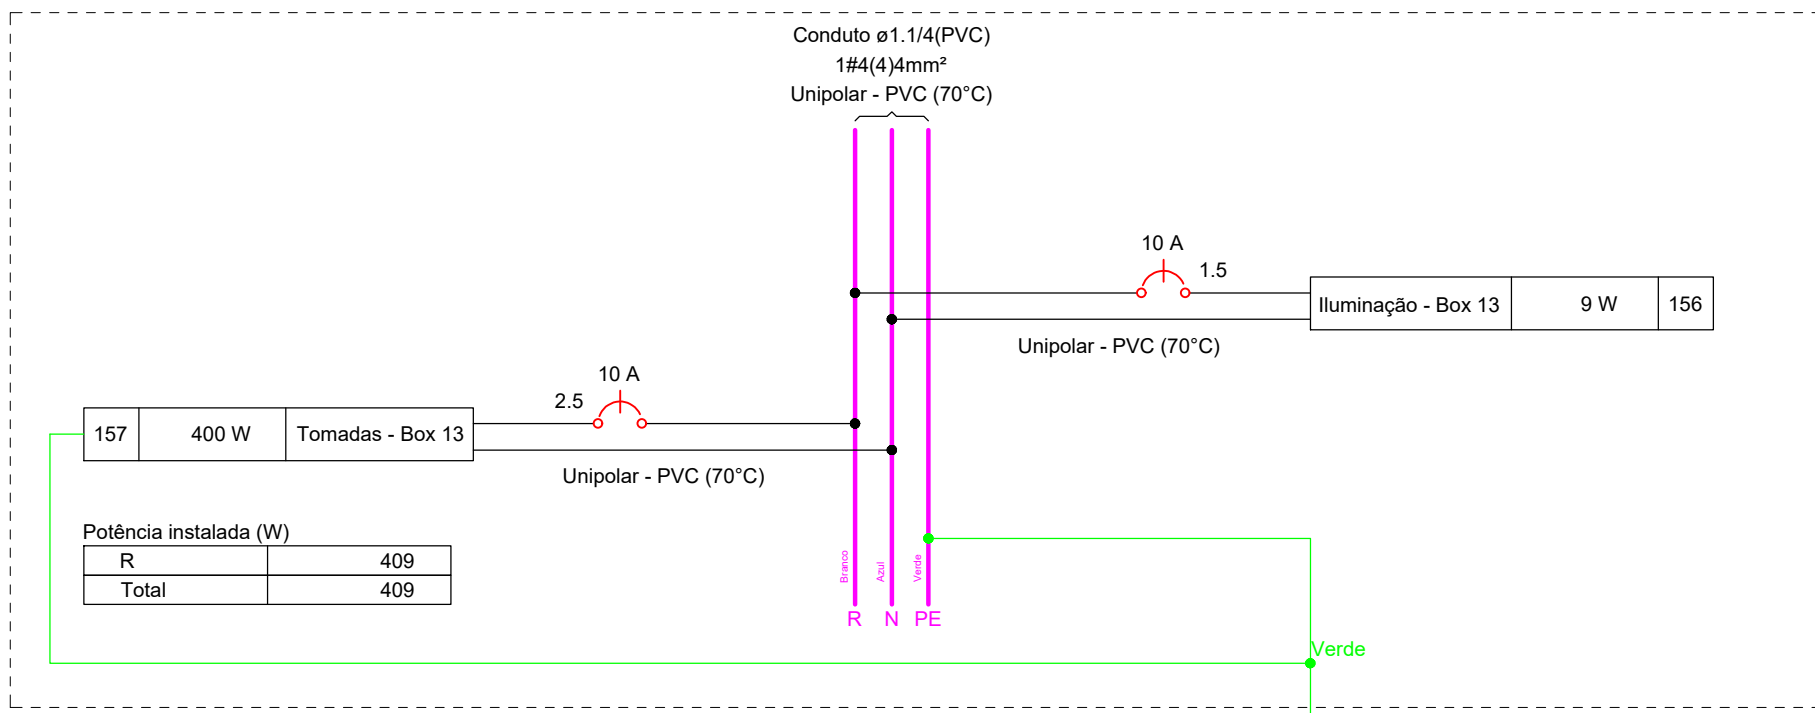 Conduto ø1.1/4(PVC)
1#4(4)4mm²
Unipolar - PVC (70°C)
10 A
1.5
Iluminação - Box 13 9 W 156
Unipolar - PVC (70°C)
10 A
2.5
157 400 W Tomadas - Box 13
Unipolar - PVC (70°C)
Potência instalada (W)
R 409
Total 409
Branco Azul Verde
R N PE
Verde